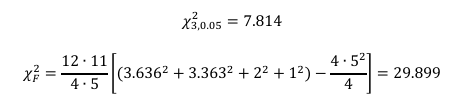 χ²₃,₀.₀₅ = 7.814
χ²_F = 12 · 11 / 4 · 5 [(3.636² + 3.363² + 2² + 1²) − 4 · 5² / 4] = 29.899